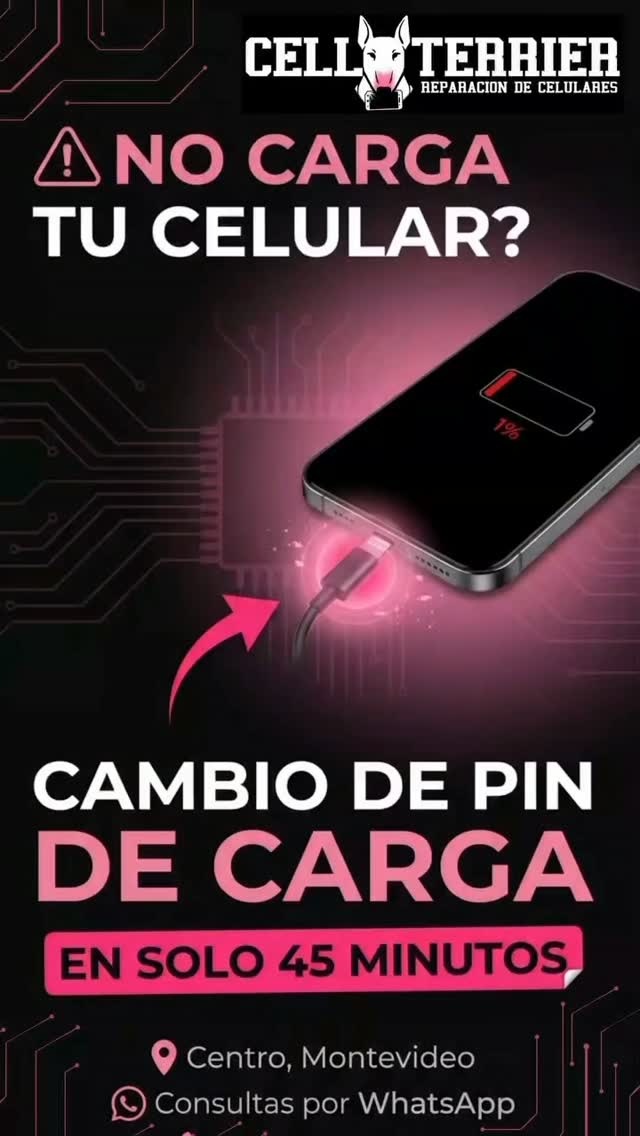 CELL TERRIER
REPARACION DE CELULARES
NO CARGA
TU CELULAR?
1%
CAMBIO DE PIN
DE CARGA
EN SOLO 45 MINUTOS
Centro, Montevideo
Consultas por WhatsApp